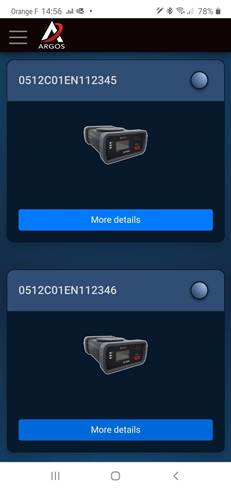 Orange F 14:56
78%
ARGOS
0512C01EN112345
More details
0512C01EN112346
More details